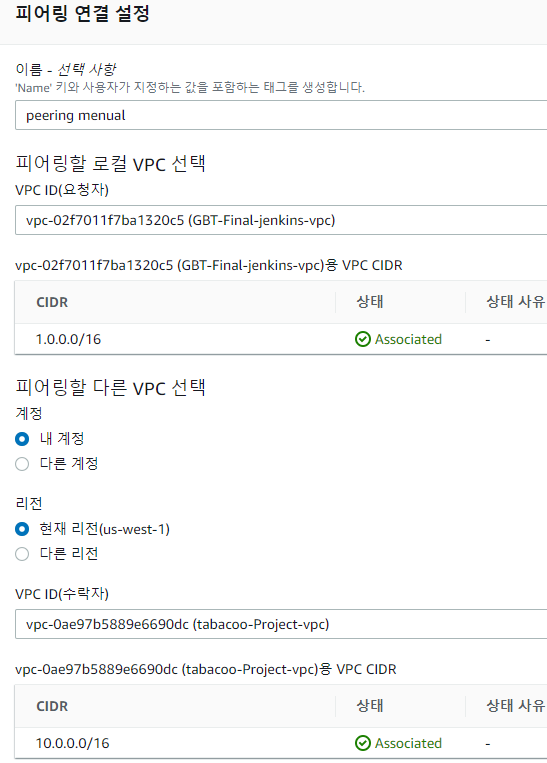 피어링 연결 설정
이름 - 선택 사항
'Name' 키와 사용자가 지정하는 값을 포함하는 태그를 생성합니다.
peering menual
피어링할 로컬 VPC 선택
VPC ID(요청자)
vpc-02f7011f7ba1320c5 (GBT-Final-jenkins-vpc)
vpc-02f7011f7ba1320c5 (GBT-Final-jenkins-vpc)용 VPC CIDR
CIDR 상태 상태 사유
1.0.0.0/16 Associated -
피어링할 다른 VPC 선택
계정
내 계정
다른 계정
리전
현재 리전(us-west-1)
다른 리전
VPC ID(수락자)
vpc-0ae97b5889e6690dc (tabacoo-Project-vpc)
vpc-0ae97b5889e6690dc (tabacoo-Project-vpc)용 VPC CIDR
CIDR 상태 상태 사유
10.0.0.0/16 Associated -